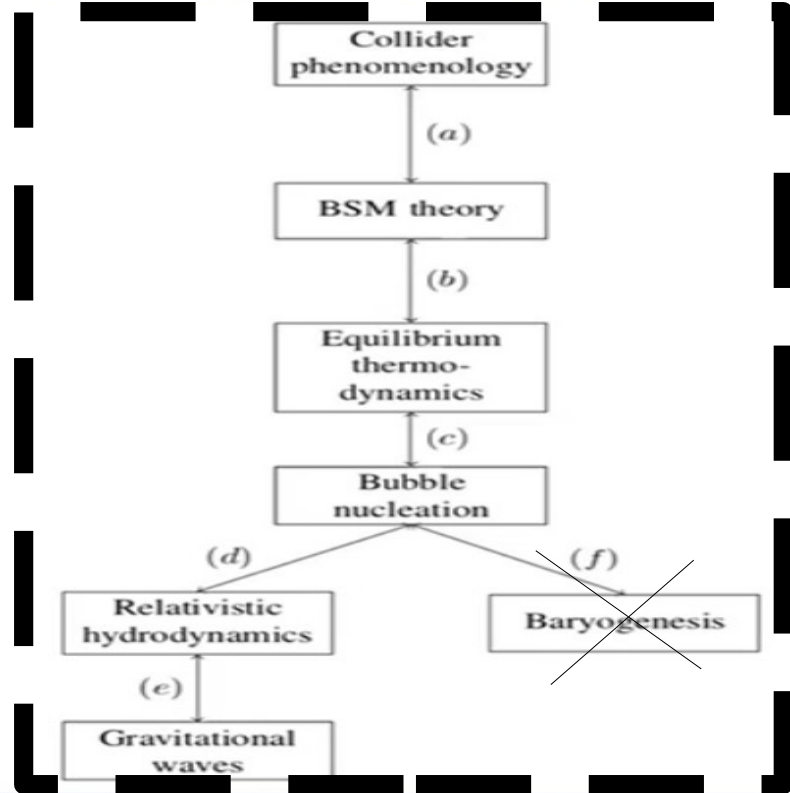 Collider
phenomenology
(a)
BSM theory
(b)
Equilibrium
thermo-
dynamics
(c)
Bubble
nucleation
(d)
(f)
Relativistic
hydrodynamics
Baryogenesis
(e)
Gravitational
waves